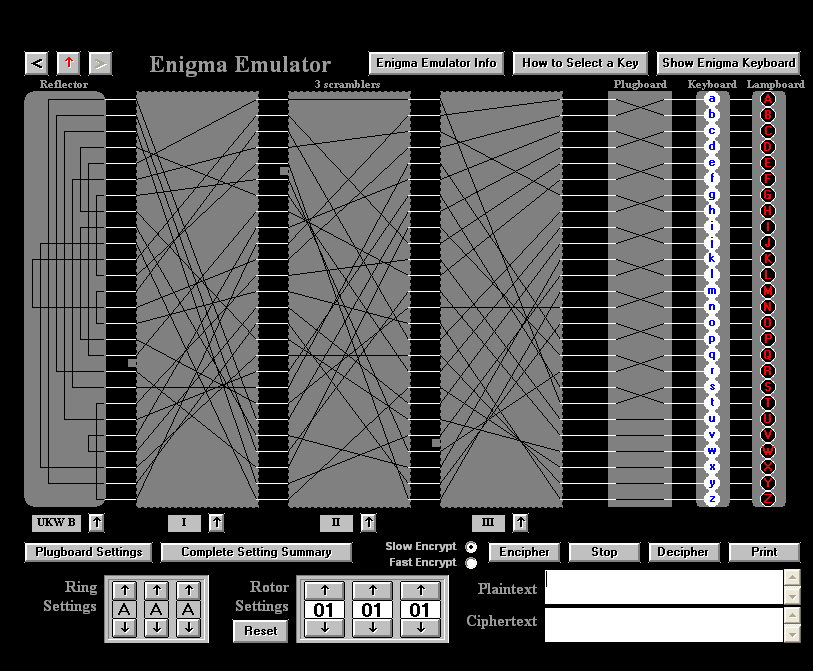 < ↑ > Enigma Emulator Enigma Emulator Info How to Select a Key Show Enigma Keyboard
Reflector 3 scramblers Plugboard Keyboard Lampboard
a A
b B
c C
d D
e E
f F
g G
h H
i I
j J
k K
l L
m M
n N
o O
p P
q Q
r R
s S
t T
u U
v V
w W
x X
y Y
z Z
UKW B ↑ I ↑ II ↑ III ↑
Plugboard Settings Complete Setting Summary Slow Encrypt Encipher Stop Decipher Print
Fast Encrypt
Ring Settings ↑ ↑ ↑
A A A
↓ ↓ ↓
Rotor Settings ↑ ↑ ↑
01 01 01
Reset ↓ ↓ ↓
Plaintext
Ciphertext